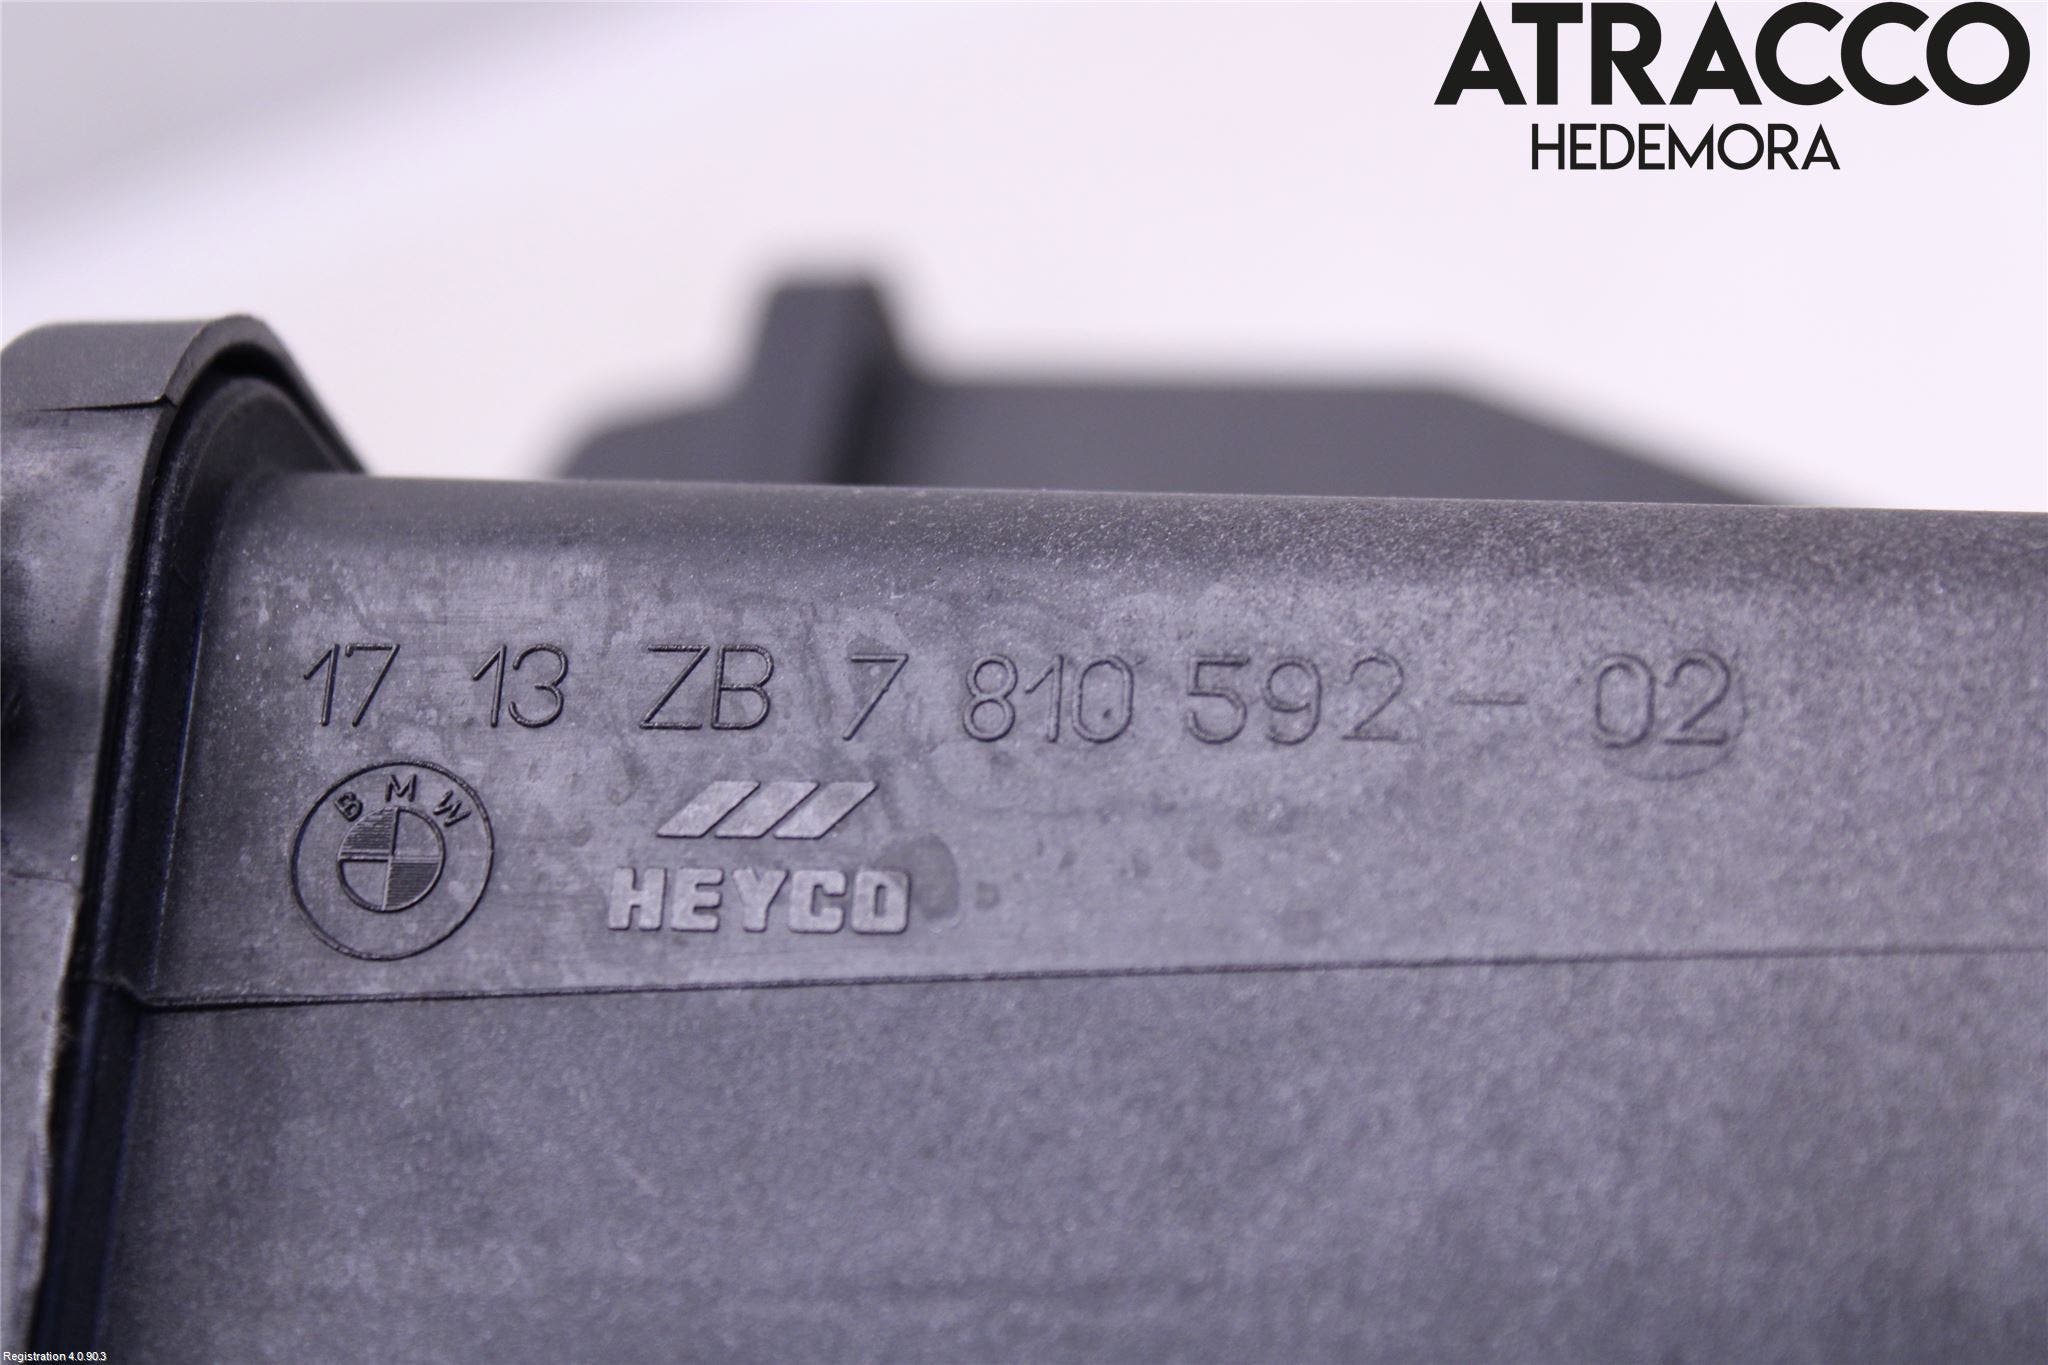 ATRACCO
HEDEMORA
17 13 ZB 7 810 592 - 02
BMW
HEYCO
Registration 4.0.90.3